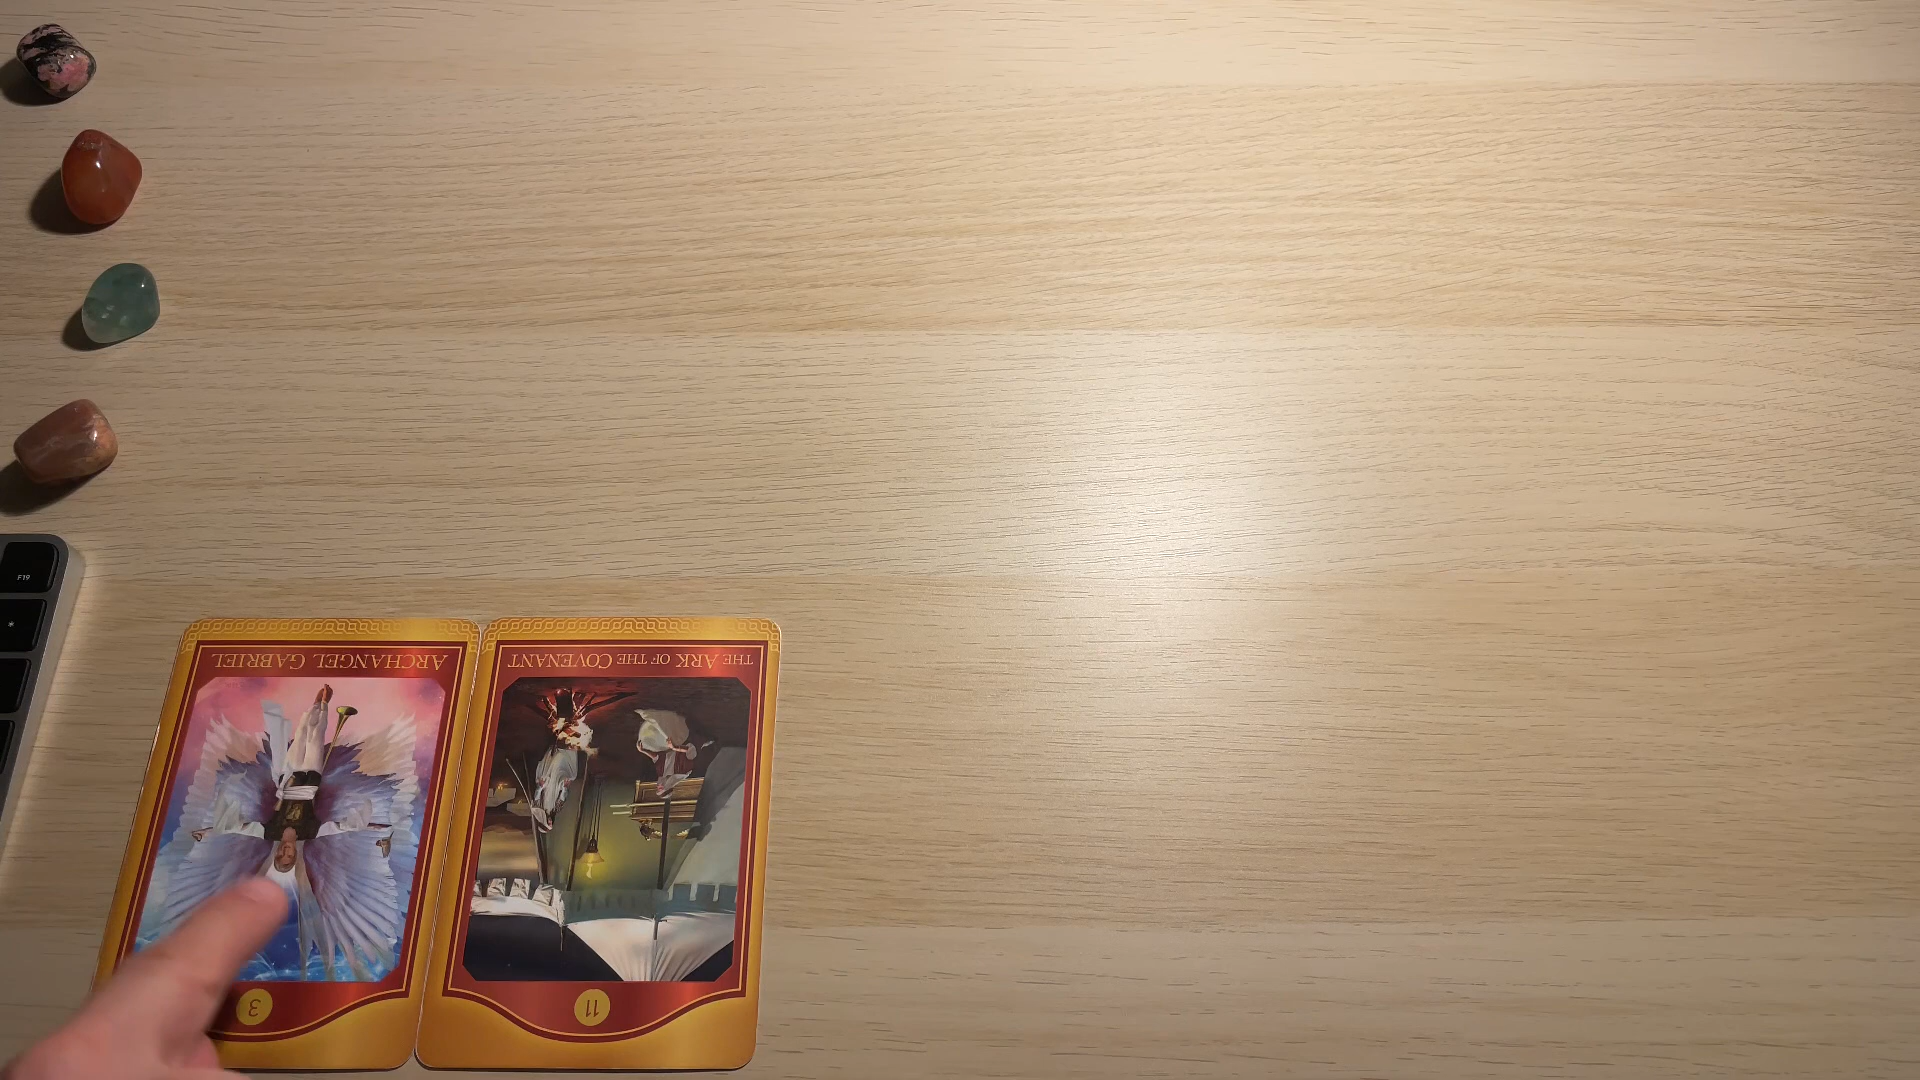 F19
*
ARCHANGEL GABRIEL
3
THE ARK OF THE COVENANT
11